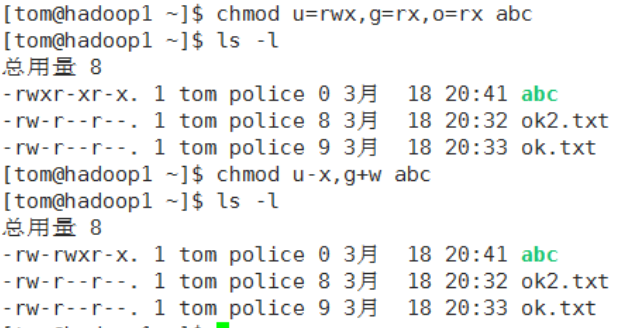 [tom@hadoop1 ~]$ chmod u=rwx,g=rx,o=rx abc
[tom@hadoop1 ~]$ ls -l
总用量 8
-rwxr-xr-x. 1 tom police 0 3月  18 20:41 abc
-rw-r--r--. 1 tom police 8 3月  18 20:32 ok2.txt
-rw-r--r--. 1 tom police 9 3月  18 20:33 ok.txt
[tom@hadoop1 ~]$ chmod u-x,g+w abc
[tom@hadoop1 ~]$ ls -l
总用量 8
-rw-rwxr-x. 1 tom police 0 3月  18 20:41 abc
-rw-r--r--. 1 tom police 8 3月  18 20:32 ok2.txt
-rw-r--r--. 1 tom police 9 3月  18 20:33 ok.txt